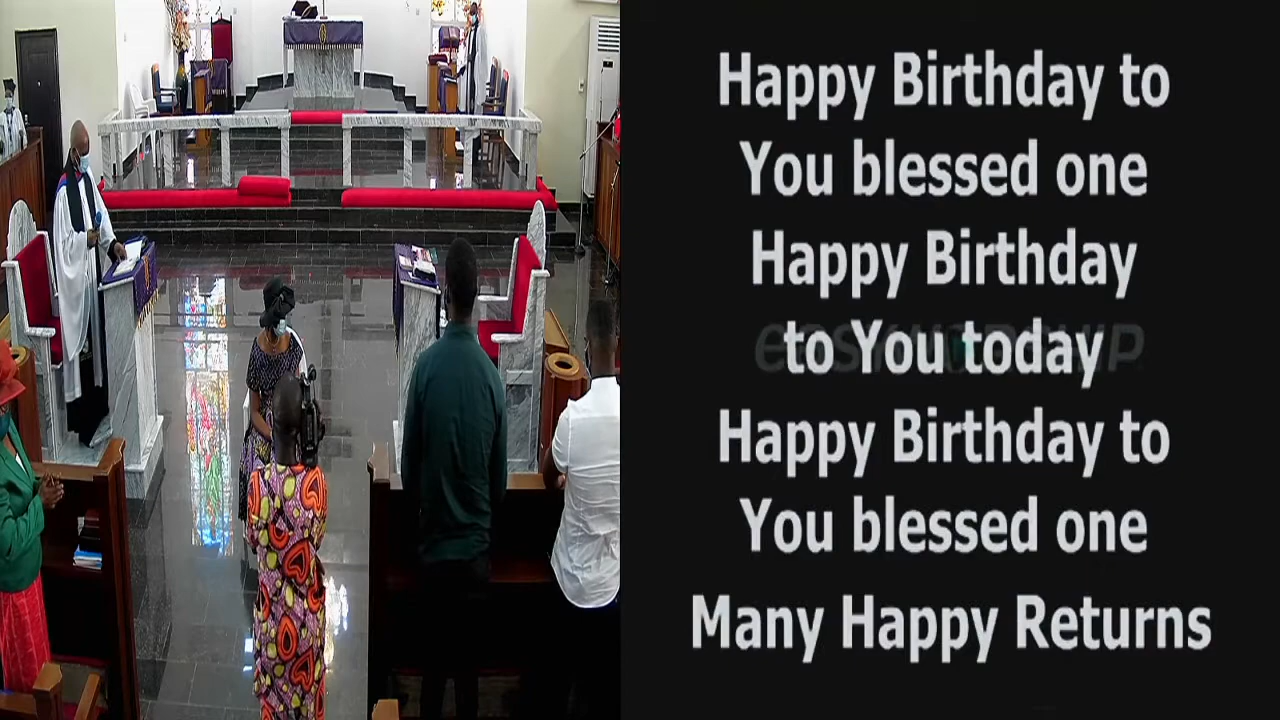 Happy Birthday to
You blessed one
Happy Birthday
to You today
Happy Birthday to
You blessed one
Many Happy Returns